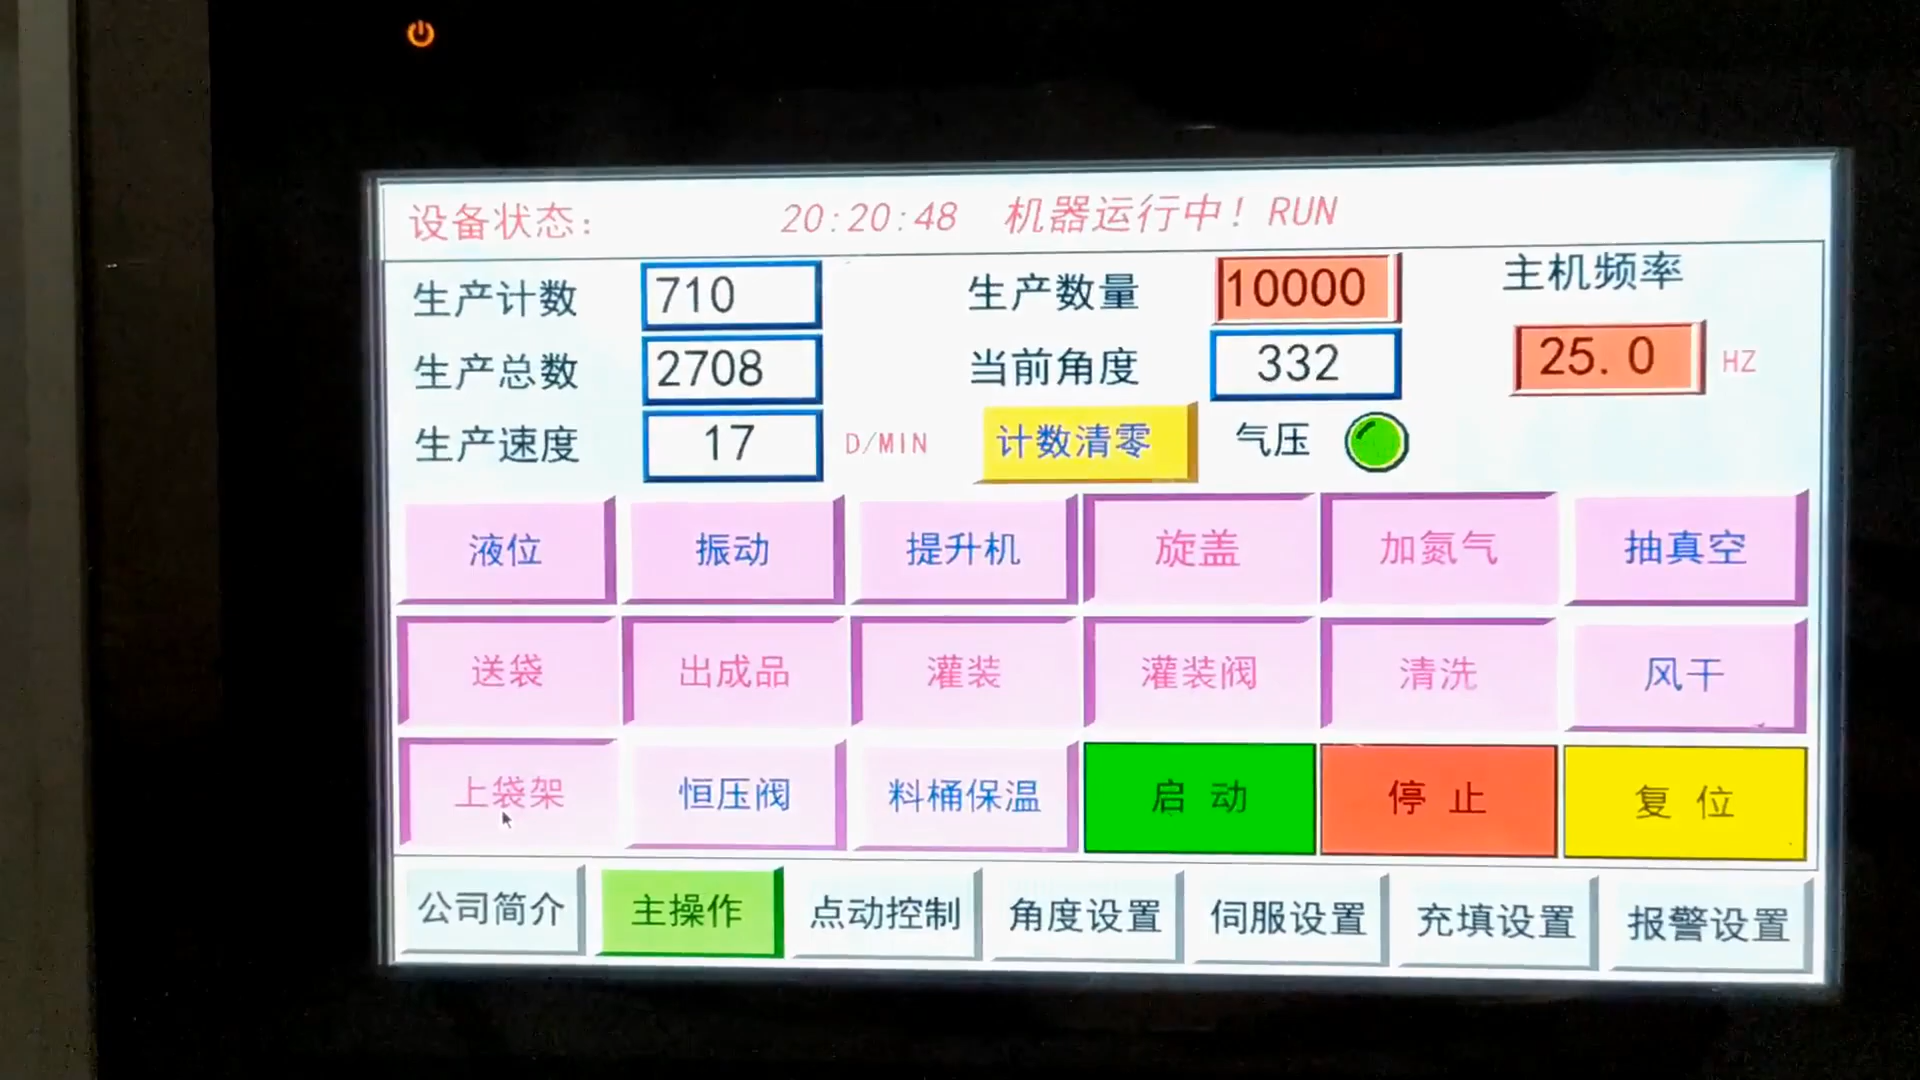 设备状态: 20:20:48 机器运行中! RUN
生产计数 710 生产数量 10000 主机频率
生产总数 2708 当前角度 332 25.0 HZ
生产速度 17 D/MIN 计数清零 气压
液位 振动 提升机 旋盖 加氮气 抽真空
送袋 出成品 灌装 灌装阀 清洗 风干
上袋架 恒压阀 料桶保温 启动 停止 复位
公司简介 主操作 点动控制 角度设置 伺服设置 充填设置 报警设置